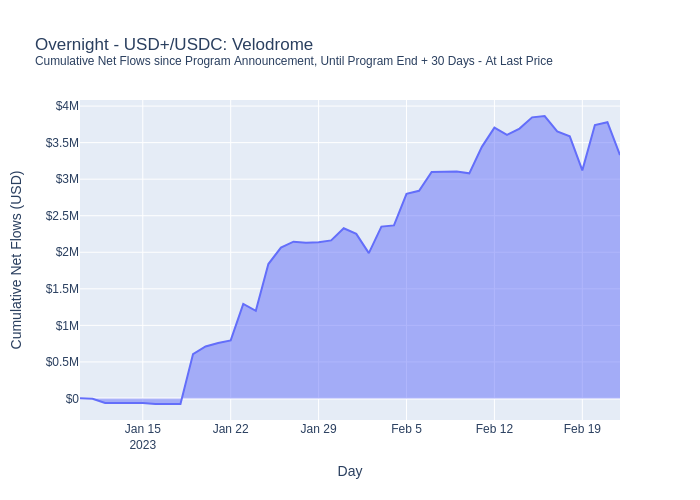 Overnight - USD+/USDC: Velodrome
Cumulative Net Flows since Program Announcement, Until Program End + 30 Days - At Last Price
Cumulative Net Flows (USD)
$4M
$3.5M
$3M
$2.5M
$2M
$1.5M
$1M
$0.5M
$0
Jan 15 Jan 22 Jan 29 Feb 5 Feb 12 Feb 19
2023
Day